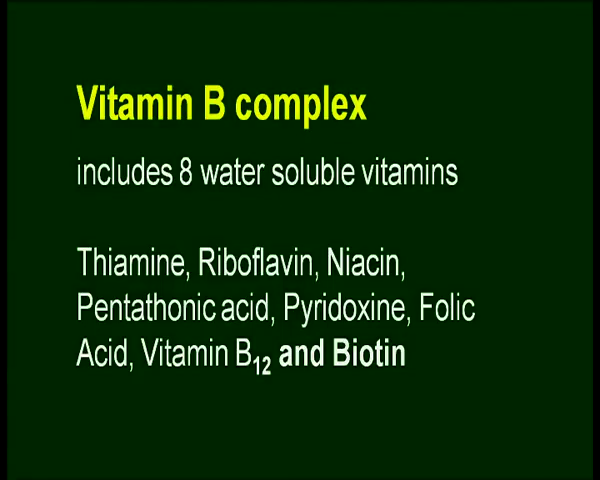 Vitamin B complex
includes 8 water soluble vitamins
Thiamine, Riboflavin, Niacin,
Pentathonic acid, Pyridoxine, Folic
Acid, Vitamin B12 and Biotin